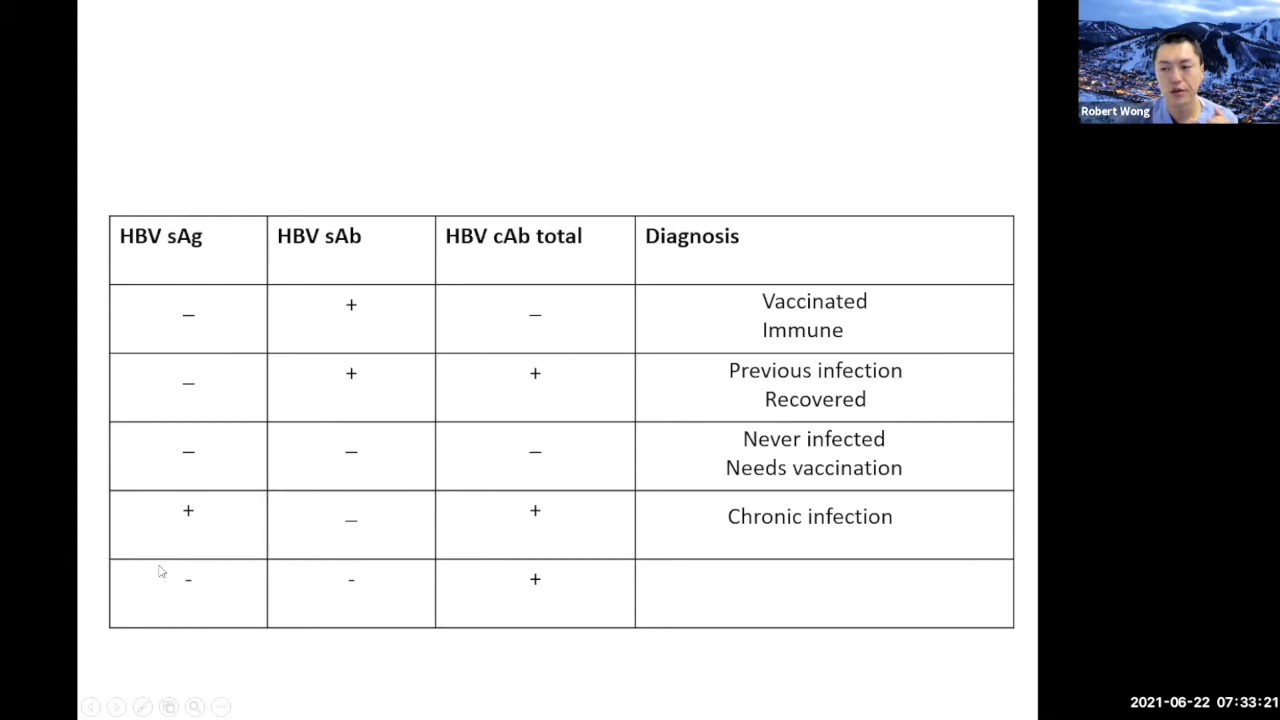 Robert Wong
HBV sAg HBV sAb HBV cAb total Diagnosis
– + – Vaccinated
Immune
– + + Previous infection
Recovered
– – – Never infected
Needs vaccination
+ – + Chronic infection
- - +
2021-06-22 07:33:21